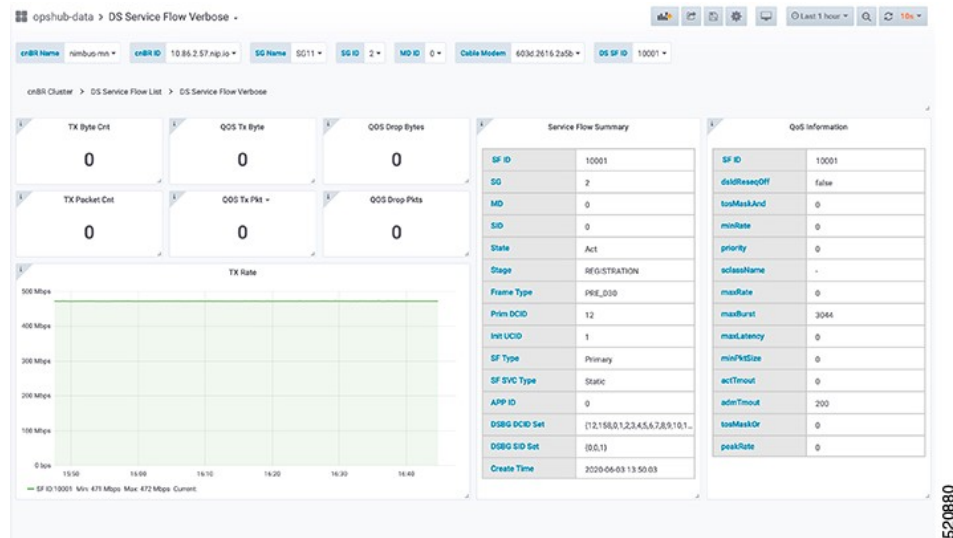 opshub-data > DS Service Flow Verbose
Last 1 hour
10s
cnBR Name nimbus-mn cnBR ID 10.86.2.57.nip.io SG Name SG11 SG ID 2 MD ID 0 Cable Modem 603d.2616.2a5b DS SF ID 10001
cnBR Cluster > DS Service Flow List > DS Service Flow Verbose
TX Byte Cnt
0
QOS Tx Byte
0
QOS Drop Bytes
0
TX Packet Cnt
0
QOS Tx Pkt
0
QOS Drop Pkts
0
TX Rate
500 Mbps
400 Mbps
300 Mbps
200 Mbps
100 Mbps
0 bps
15:50 16:00 16:10 16:20 16:30 16:40
SF ID:10001 Min: 471 Mbps Max: 472 Mbps Current:
Service Flow Summary
SF ID 10001
SG 2
MD 0
SID 0
State Act
Stage REGISTRATION
Frame Type PRE_D30
Prim DCID 12
Init UCID 1
SF Type Primary
SF SVC Type Static
APP ID 0
DSBG DCID Set {12,158,0,1,2,3,4,5,6,7,8,9,10,1...
DSBG SID Set {0,0,1}
Create Time 2020-06-03 13:50:03
QoS Information
SF ID 10001
dsIdReseqOff false
tosMaskAnd 0
minRate 0
priority 0
sclassName -
maxRate 0
maxBurst 3044
maxLatency 0
minPktSize 0
actTmout 0
admTmout 200
tosMaskOr 0
peakRate 0
520880